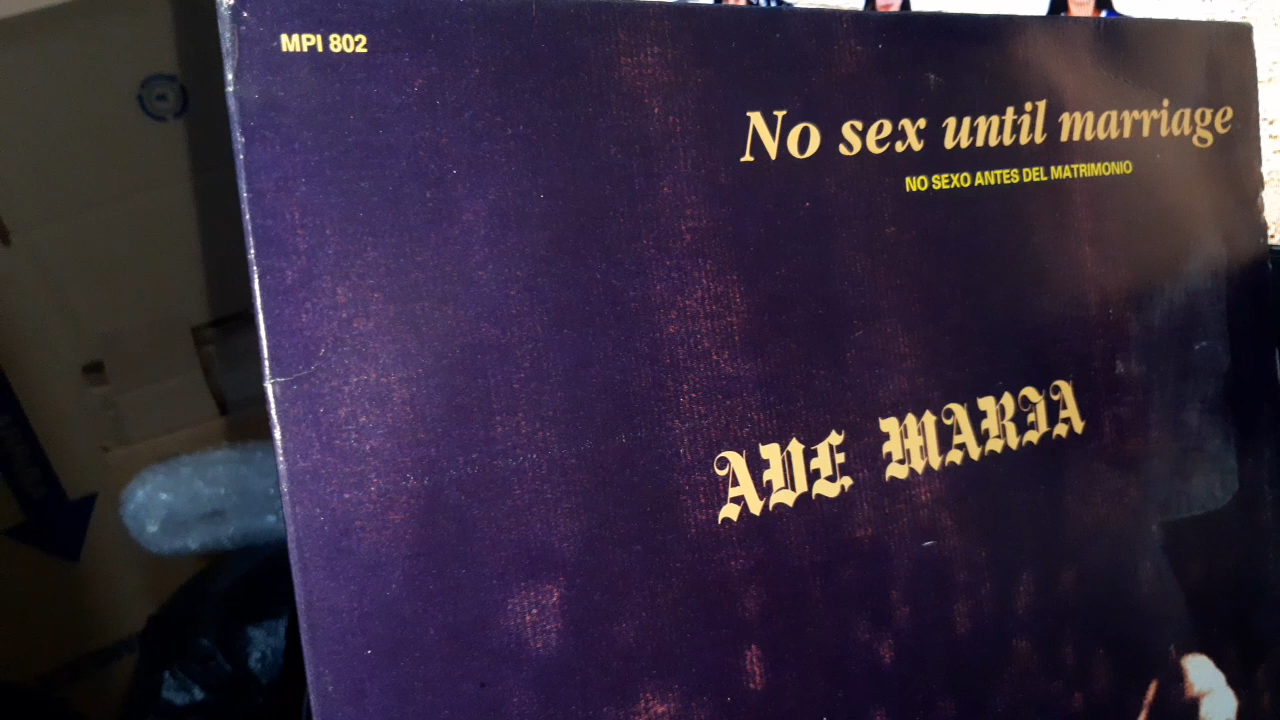 MPI 802
No sex until marriage
NO SEXO ANTES DEL MATRIMONIO
AVE MARIA